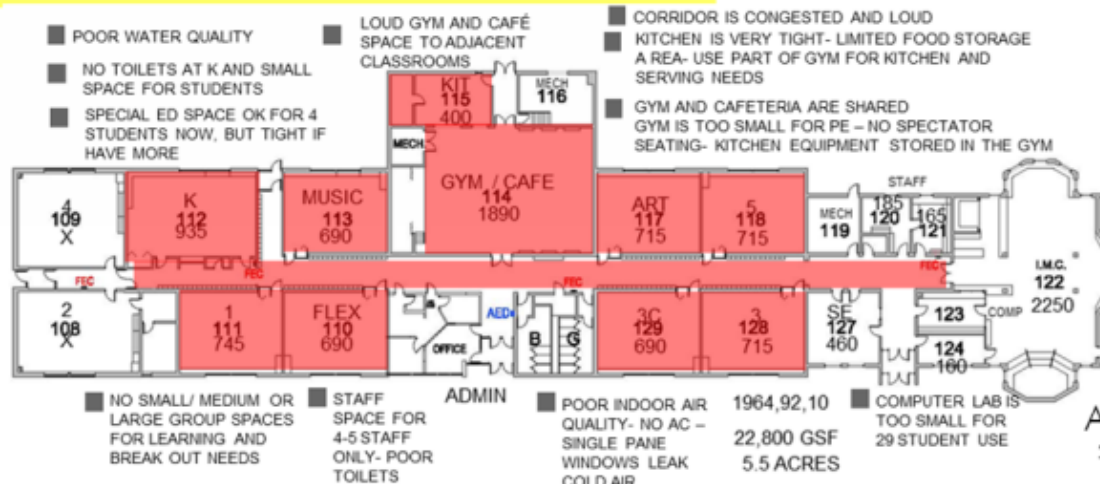 POOR WATER QUALITY
NO TOILETS AT K AND SMALL
SPACE FOR STUDENTS
SPECIAL ED SPACE OK FOR 4
STUDENTS NOW, BUT TIGHT IF
HAVE MORE
LOUD GYM AND CAFÉ
SPACE TO ADJACENT
CLASSROOMS
CORRIDOR IS CONGESTED AND LOUD
KITCHEN IS VERY TIGHT- LIMITED FOOD STORAGE
A REA- USE PART OF GYM FOR KITCHEN AND
SERVING NEEDS
GYM AND CAFETERIA ARE SHARED
GYM IS TOO SMALL FOR PE – NO SPECTATOR
SEATING- KITCHEN EQUIPMENT STORED IN THE GYM
KIT
115
400
MECH
116
MECH
4
109
X
K
112
935
MUSIC
113
690
GYM / CAFE
114
1890
ART
117
715
5
118
715
MECH
119
STAFF
185
120
165
121
I.M.C.
122
2250
FEC
FEC
FEC
FEC
2
108
X
1
111
745
FLEX
110
690
OFFICE
AED
B
G
3C
129
690
3
128
715
SE
127
460
COMP
123
124
160
ADMIN
NO SMALL/ MEDIUM OR
LARGE GROUP SPACES
FOR LEARNING AND
BREAK OUT NEEDS
STAFF
SPACE FOR
4-5 STAFF
ONLY- POOR
TOILETS
POOR INDOOR AIR
QUALITY- NO AC –
SINGLE PANE
WINDOWS LEAK
COLD AIR
1964,92,10
22,800 GSF
5.5 ACRES
COMPUTER LAB IS
TOO SMALL FOR
29 STUDENT USE